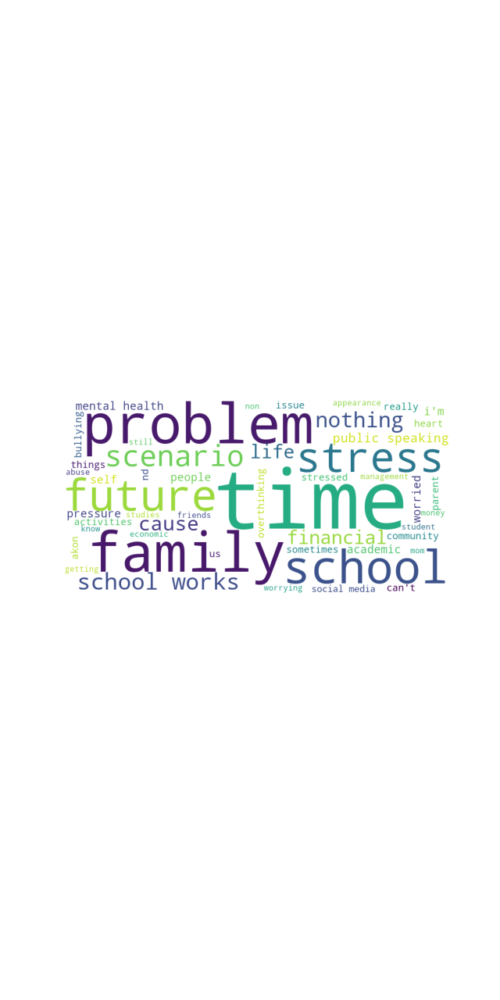 mental health
non
issue
appearance
really
i'm
bullying
problem
nothing
heart
still
public speaking
things
scenario
life
stress
abuse
self
nd
people
overthinking
stressed
management
future
time
worried
parent
pressure
studies
friends
money
activities
cause
student
know
economic
financial
community
akon
family
us
sometimes
academic
mom
getting
school
school works
worrying
social media
can't